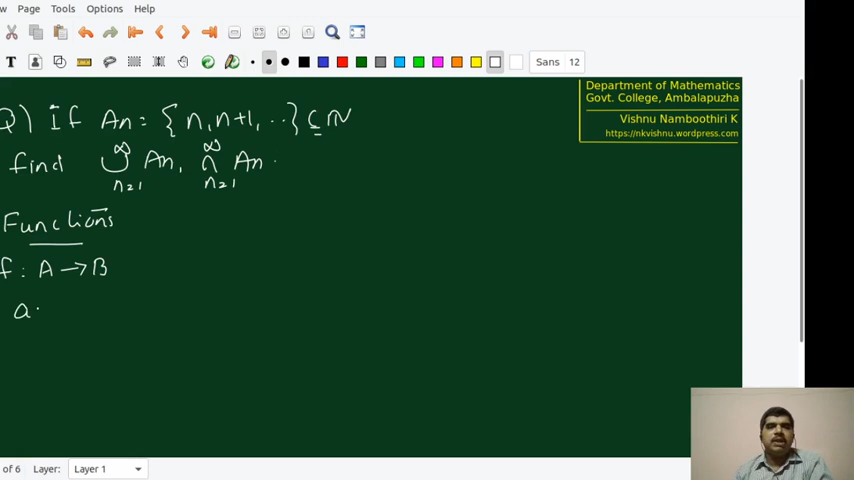 w Page Tools Options Help
Sans 12
Department of Mathematics
Govt. College, Ambalapuzha
Vishnu Namboothiri K
https://nkvishnu.wordpress.com
Q) If An = {n, n+1, ...} ⊆ ℕ
find ∞∪n=1 An, ∞∩n=1 An.
Functions
f : A → B
a
of 6 Layer: Layer 1